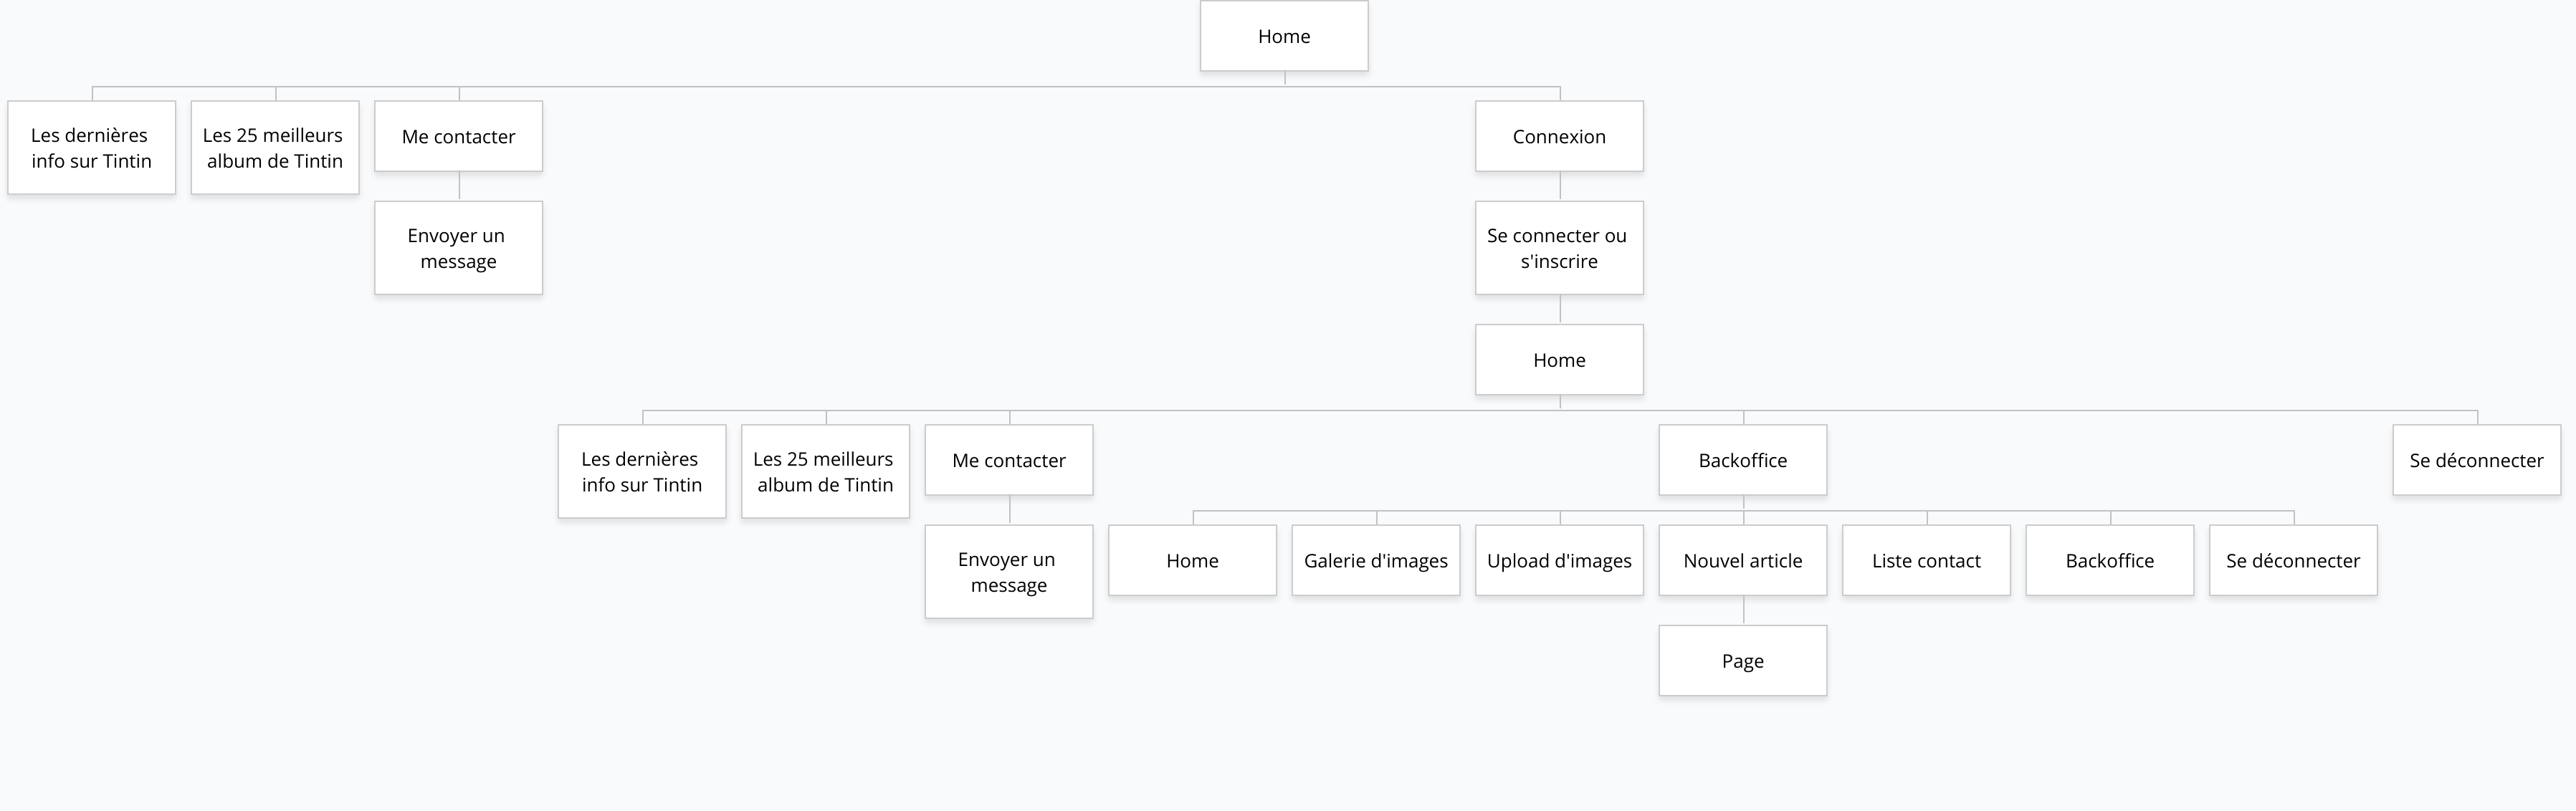 Home
Les dernières
info sur Tintin
Les 25 meilleurs
album de Tintin
Me contacter
Connexion
Envoyer un
message
Se connecter ou
s'inscrire
Home
Les dernières
info sur Tintin
Les 25 meilleurs
album de Tintin
Me contacter
Backoffice
Se déconnecter
Envoyer un
message
Home
Galerie d'images
Upload d'images
Nouvel article
Liste contact
Backoffice
Se déconnecter
Page